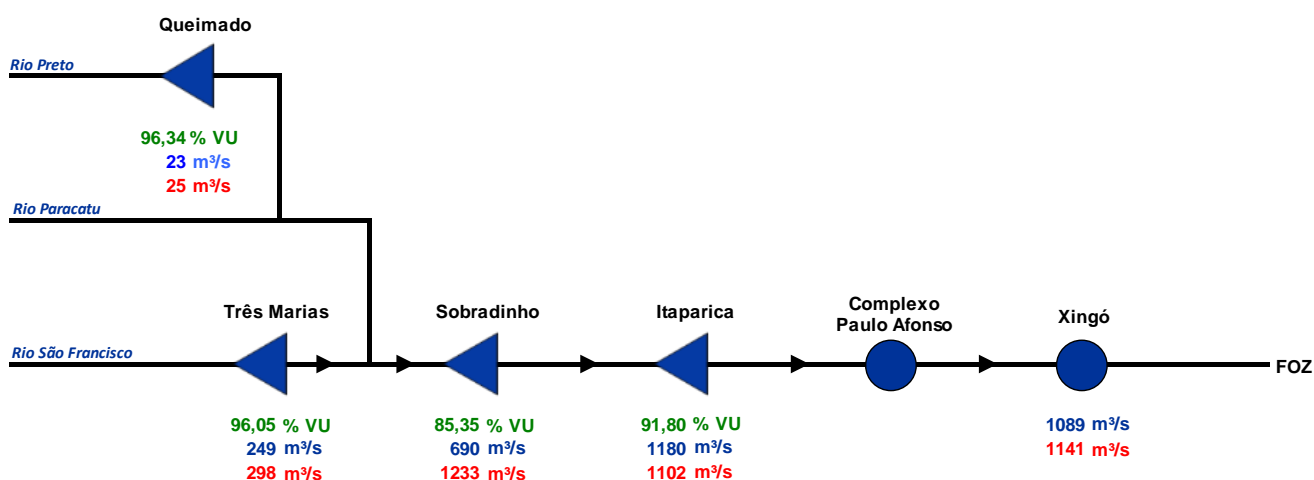 Queimado
Rio Preto
96,34 % VU
23 m³/s
25 m³/s
Rio Paracatu
Três Marias
Sobradinho
Itaparica
Complexo
Paulo Afonso
Xingó
Rio São Francisco
FOZ
96,05 % VU
249 m³/s
298 m³/s
85,35 % VU
690 m³/s
1233 m³/s
91,80 % VU
1180 m³/s
1102 m³/s
1089 m³/s
1141 m³/s